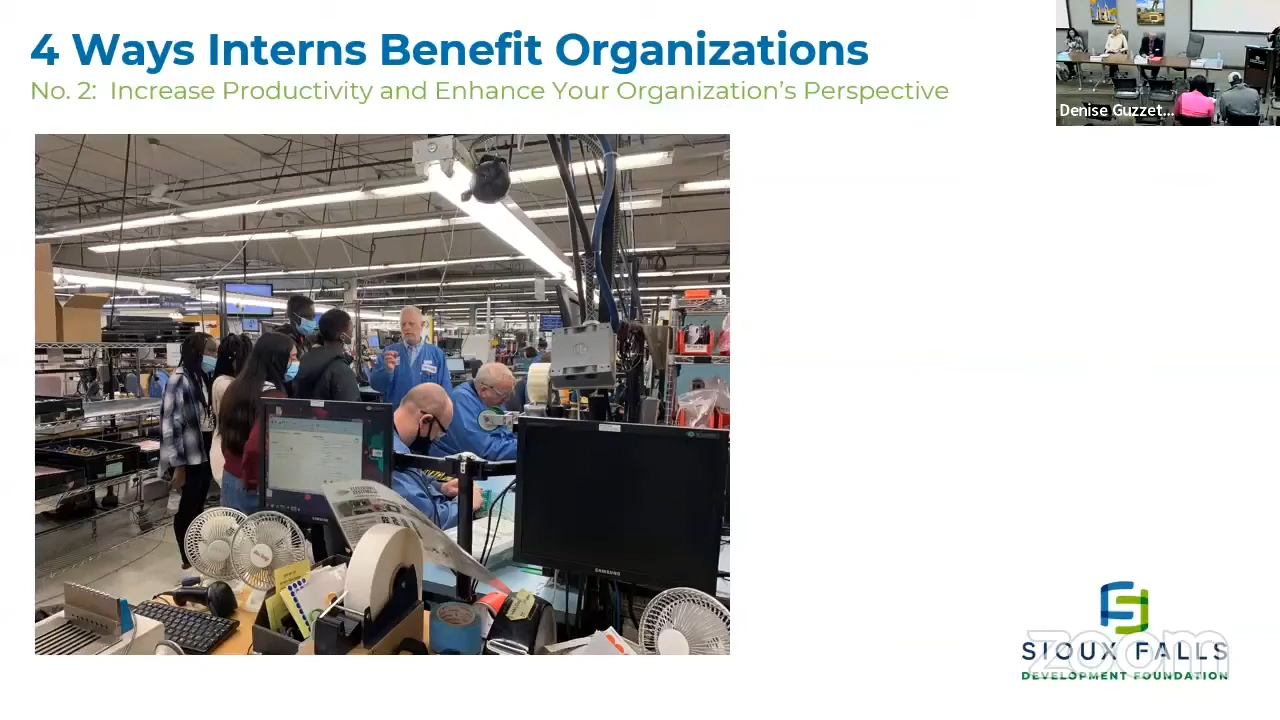 4 Ways Interns Benefit Organizations
No. 2: Increase Productivity and Enhance Your Organization's Perspective
Denise Guzzet...
SAMSUNG
SIOUX FALLS
zoom
DEVELOPMENT FOUNDATION